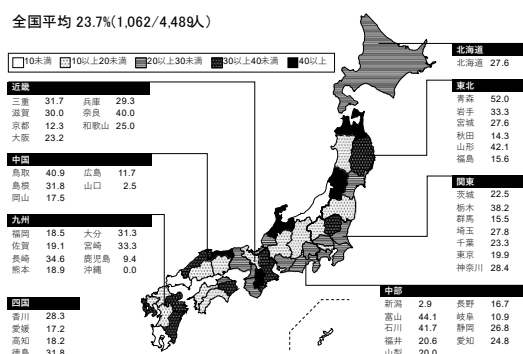 全国平均 23.7%(1,062/4,489人)
10未満 10以上20未満 20以上30未満 30以上40未満 40以上
北海道
北海道 27.6
近畿
三重 31.7 兵庫 29.3
滋賀 30.0 奈良 40.0
京都 12.3 和歌山 25.0
大阪 23.2
東北
青森 52.0
岩手 33.3
宮城 27.6
秋田 14.3
山形 42.1
福島 15.6
中国
鳥取 40.9 広島 11.7
島根 31.8 山口 2.5
岡山 17.5
関東
茨城 22.5
栃木 38.2
群馬 15.5
埼玉 27.8
千葉 23.3
東京 19.9
神奈川 28.4
九州
福岡 18.5 大分 31.3
佐賀 19.1 宮崎 33.3
長崎 34.6 鹿児島 9.4
熊本 18.9 沖縄 0.0
中部
新潟 2.9 長野 16.7
富山 44.1 岐阜 10.9
石川 41.7 静岡 26.8
福井 20.6 愛知 24.8
山梨 20.0
四国
香川 28.3
愛媛 17.2
高知 18.2
徳島 31.8